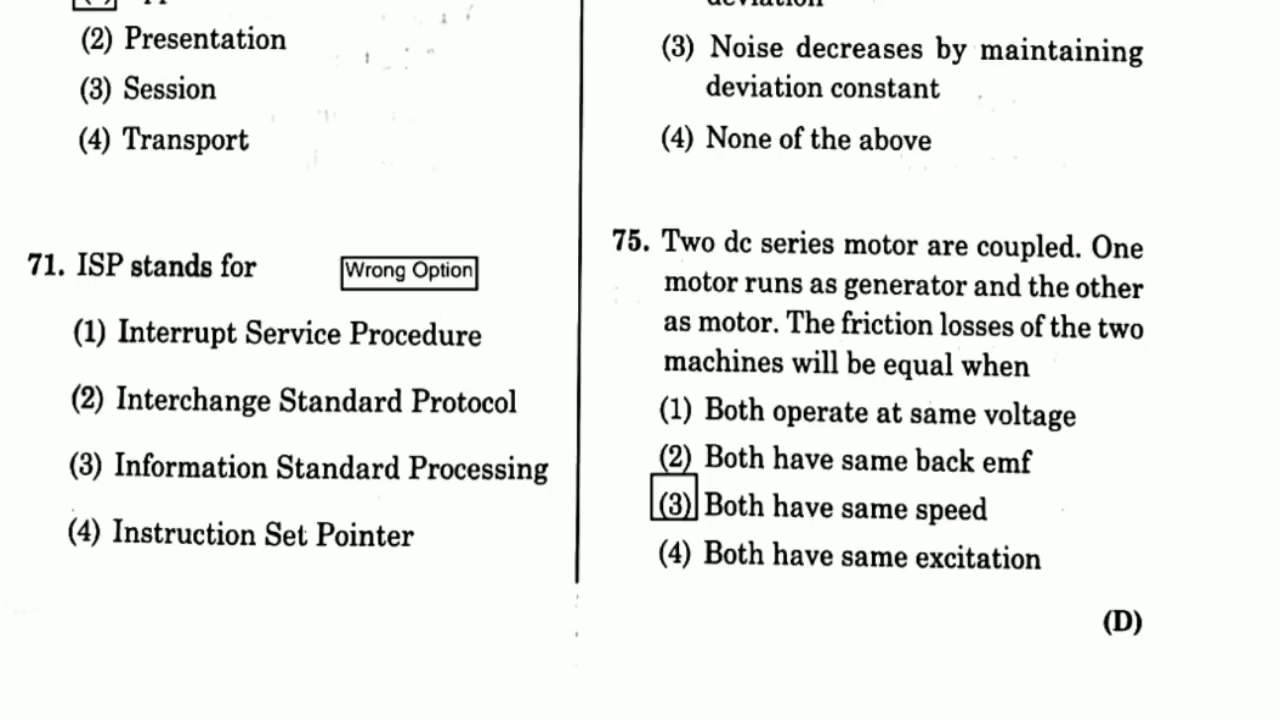 (2) Presentation
(3) Session
(4) Transport
71. ISP stands for
Wrong Option
(1) Interrupt Service Procedure
(2) Interchange Standard Protocol
(3) Information Standard Processing
(4) Instruction Set Pointer
deviation
(3) Noise decreases by maintaining
deviation constant
(4) None of the above
75. Two dc series motor are coupled. One
motor runs as generator and the other
as motor. The friction losses of the two
machines will be equal when
(1) Both operate at same voltage
(2) Both have same back emf
(3) Both have same speed
(4) Both have same excitation
(D)